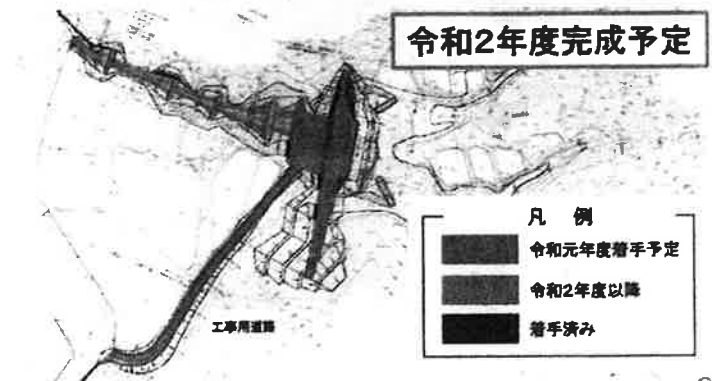 令和2年度完成予定
凡 例
令和元年度着手予定
令和2年度以降
着手済み
工事用道路